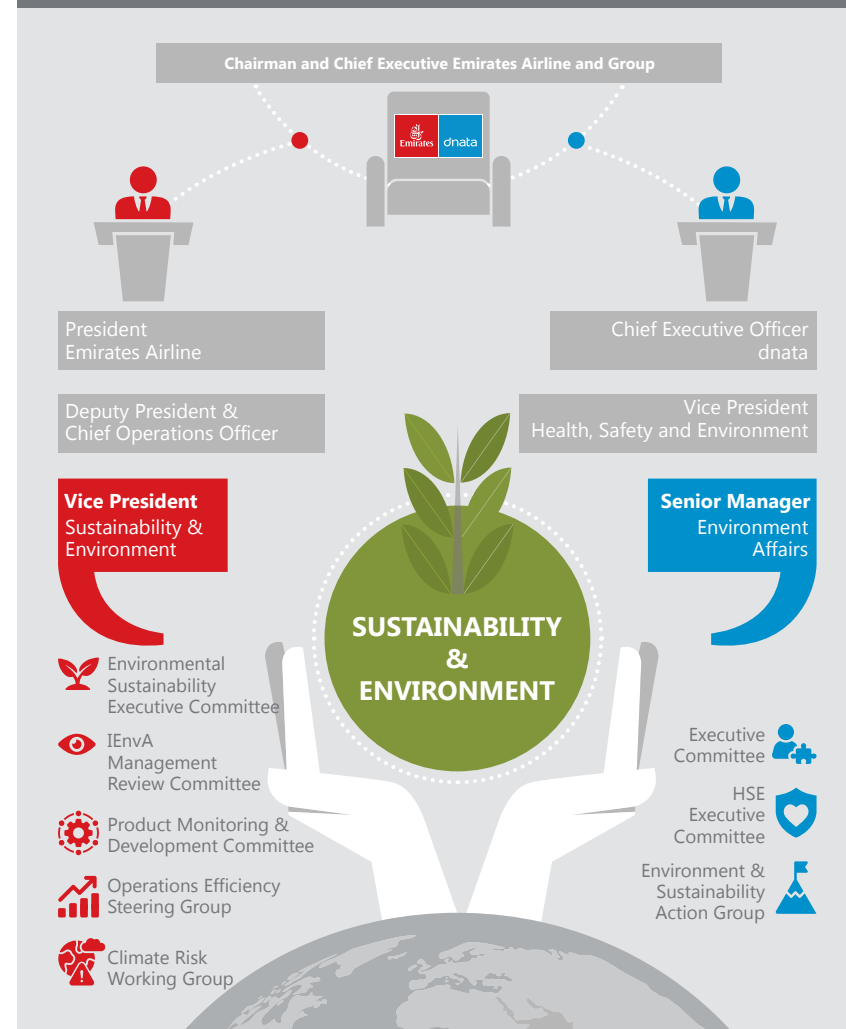 Chairman and Chief Executive Emirates Airline and Group
Emirates
dnata
President
Emirates Airline
Chief Executive Officer
dnata
Deputy President &
Chief Operations Officer
Vice President
Health, Safety and Environment
Vice President
Sustainability &
Environment
Senior Manager
Environment
Affairs
SUSTAINABILITY
&
ENVIRONMENT
Environmental
Sustainability
Executive Committee
IEnvA
Management
Review Committee
Product Monitoring &
Development Committee
Operations Efficiency
Steering Group
Climate Risk
Working Group
Executive
Committee
HSE
Executive
Committee
Environment &
Sustainability
Action Group